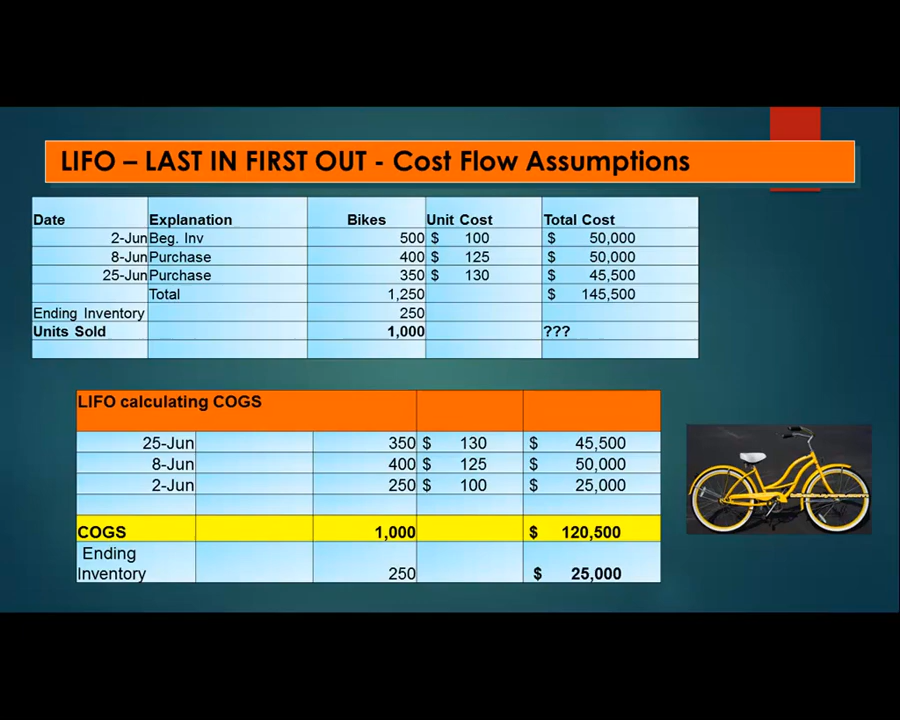 LIFO – LAST IN FIRST OUT - Cost Flow Assumptions
Date Explanation Bikes Unit Cost Total Cost
2-Jun Beg. Inv 500 $ 100 $ 50,000
8-Jun Purchase 400 $ 125 $ 50,000
25-Jun Purchase 350 $ 130 $ 45,500
Total 1,250 $ 145,500
Ending Inventory 250
Units Sold 1,000 ???
LIFO calculating COGS
25-Jun 350 $ 130 $ 45,500
8-Jun 400 $ 125 $ 50,000
2-Jun 250 $ 100 $ 25,000
COGS 1,000 $ 120,500
Ending
Inventory 250 $ 25,000